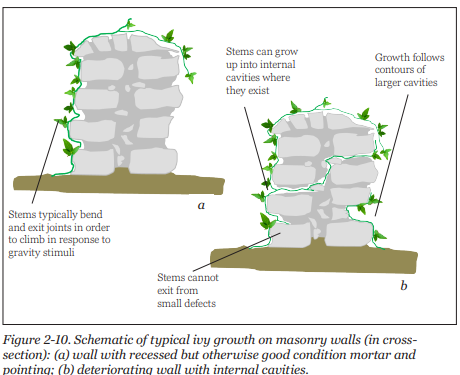 Stems can grow
up into internal
cavities where
they exist
Growth follows
contours of
larger cavities
a
Stems typically bend
and exit joints in order
to climb in response to
gravity stimuli
Stems cannot
exit from
small defects
b
Figure 2-10. Schematic of typical ivy growth on masonry walls (in cross-
section): (a) wall with recessed but otherwise good condition mortar and
pointing; (b) deteriorating wall with internal cavities.